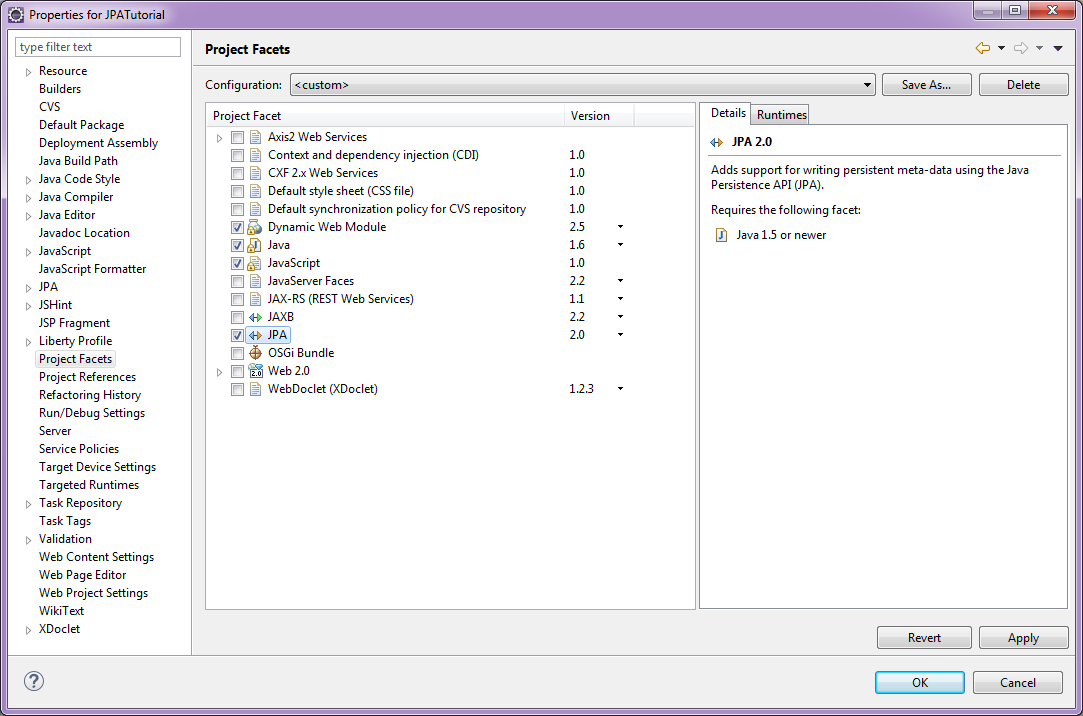 Properties for JPATutorial
type filter text
Resource
Builders
CVS
Default Package
Deployment Assembly
Java Build Path
Java Code Style
Java Compiler
Java Editor
Javadoc Location
JavaScript
JavaScript Formatter
JPA
JSHint
JSP Fragment
Liberty Profile
Project Facets
Project References
Refactoring History
Run/Debug Settings
Server
Service Policies
Target Device Settings
Targeted Runtimes
Task Repository
Task Tags
Validation
Web Content Settings
Web Page Editor
Web Project Settings
WikiText
XDoclet
Project Facets
Configuration: <custom> Save As... Delete
Project Facet Version
Axis2 Web Services
Context and dependency injection (CDI) 1.0
CXF 2.x Web Services 1.0
Default style sheet (CSS file) 1.0
Default synchronization policy for CVS repository 1.0
Dynamic Web Module 2.5
Java 1.6
JavaScript 1.0
JavaServer Faces 2.2
JAX-RS (REST Web Services) 1.1
JAXB 2.2
JPA 2.0
OSGi Bundle
2.0 Web 2.0
WebDoclet (XDoclet) 1.2.3
Details Runtimes
JPA 2.0
Adds support for writing persistent meta-data using the Java
Persistence API (JPA).
Requires the following facet:
J Java 1.5 or newer
Revert Apply
? OK Cancel